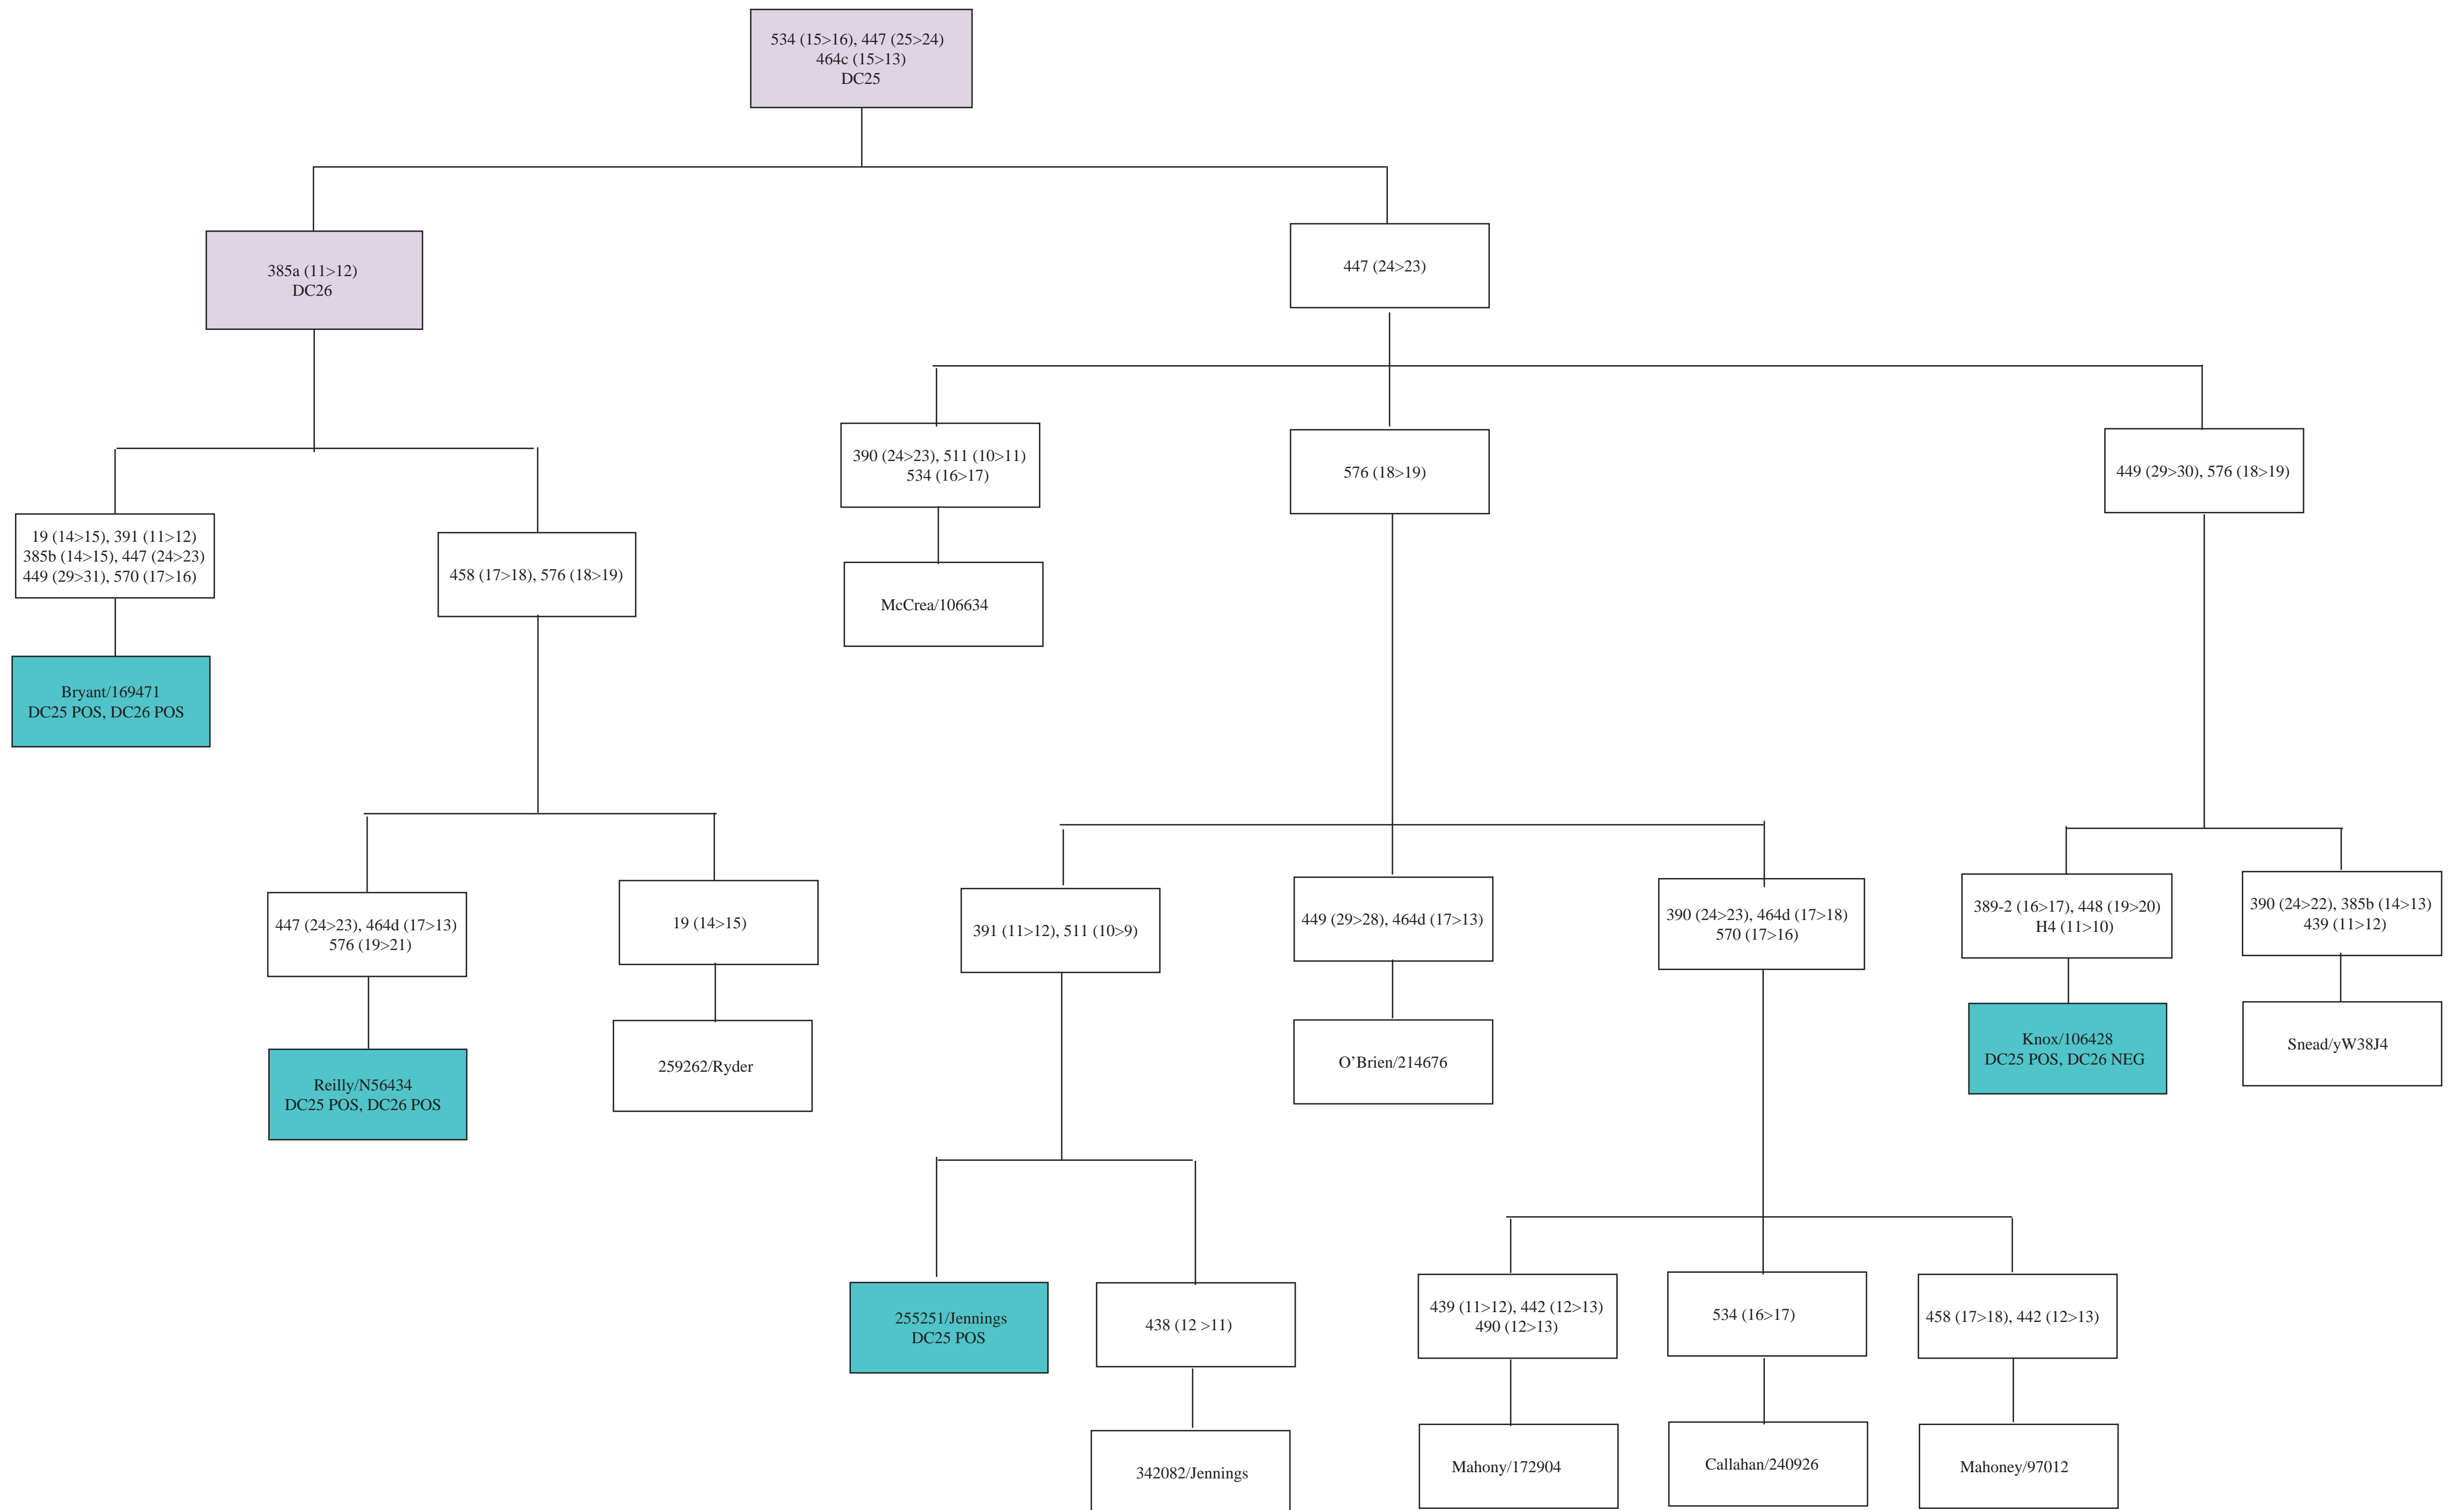 534 (15>16), 447 (25>24)
464c (15>13)
DC25
385a (11>12)
DC26
447 (24>23)
390 (24>23), 511 (10>11)
534 (16>17)
576 (18>19)
449 (29>30), 576 (18>19)
19 (14>15), 391 (11>12)
385b (14>15), 447 (24>23)
449 (29>31), 570 (17>16)
458 (17>18), 576 (18>19)
McCrea/106634
Bryant/169471
DC25 POS, DC26 POS
447 (24>23), 464d (17>13)
576 (19>21)
19 (14>15)
391 (11>12), 511 (10>9)
449 (29>28), 464d (17>13)
390 (24>23), 464d (17>18)
570 (17>16)
389-2 (16>17), 448 (19>20)
H4 (11>10)
390 (24>22), 385b (14>13)
439 (11>12)
Reilly/N56434
DC25 POS, DC26 POS
259262/Ryder
O’Brien/214676
Knox/106428
DC25 POS, DC26 NEG
Snead/yW38J4
255251/Jennings
DC25 POS
438 (12 >11)
439 (11>12), 442 (12>13)
490 (12>13)
534 (16>17)
458 (17>18), 442 (12>13)
342082/Jennings
Mahony/172904
Callahan/240926
Mahoney/97012